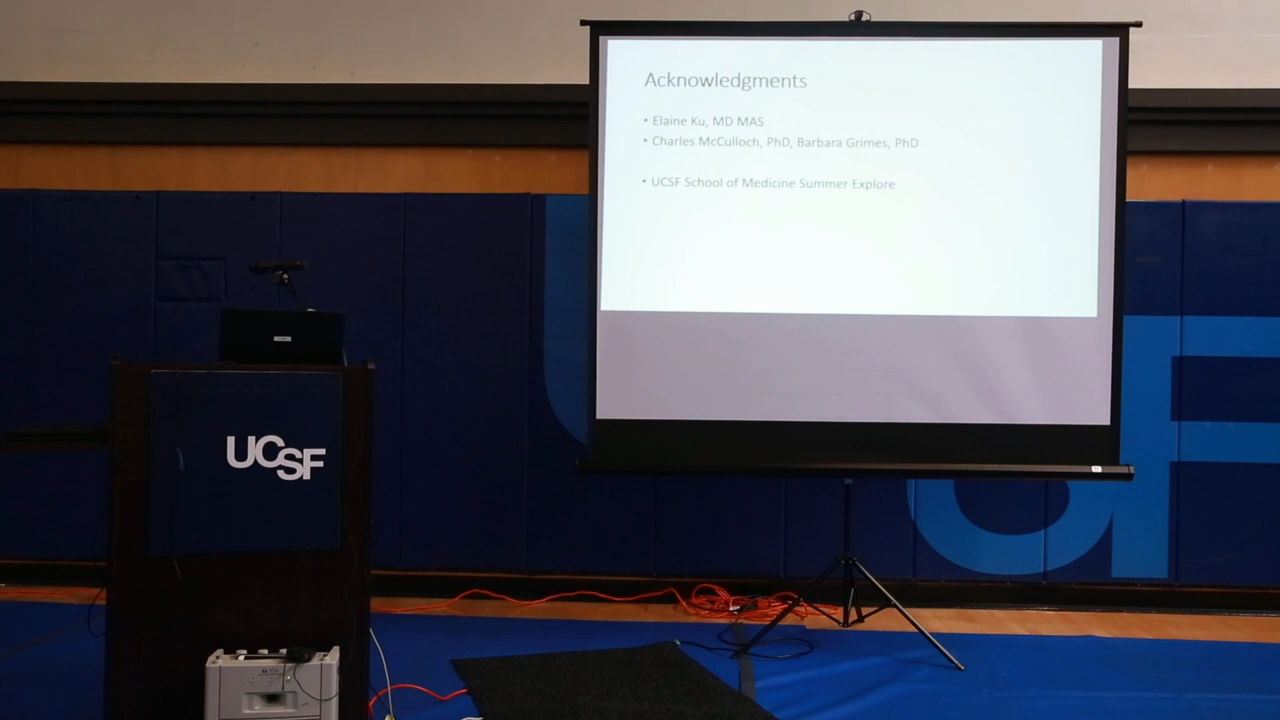 Acknowledgments
• Elaine Ku, MD MAS
• Charles McCulloch, PhD, Barbara Grimes, PhD
• UCSF School of Medicine Summer Explore
UCSF